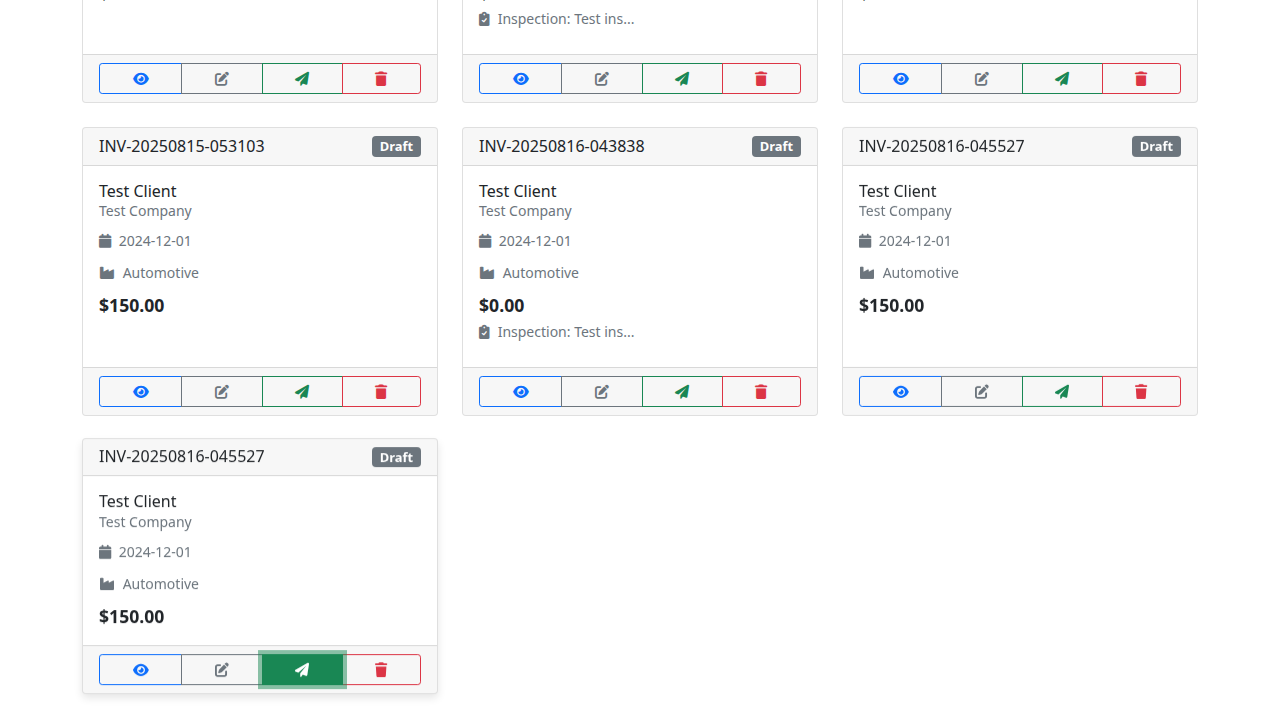 Inspection: Test ins...
INV-20250815-053103 Draft
Test Client
Test Company
2024-12-01
Automotive
$150.00
INV-20250816-043838 Draft
Test Client
Test Company
2024-12-01
Automotive
$0.00
Inspection: Test ins...
INV-20250816-045527 Draft
Test Client
Test Company
2024-12-01
Automotive
$150.00
INV-20250816-045527 Draft
Test Client
Test Company
2024-12-01
Automotive
$150.00